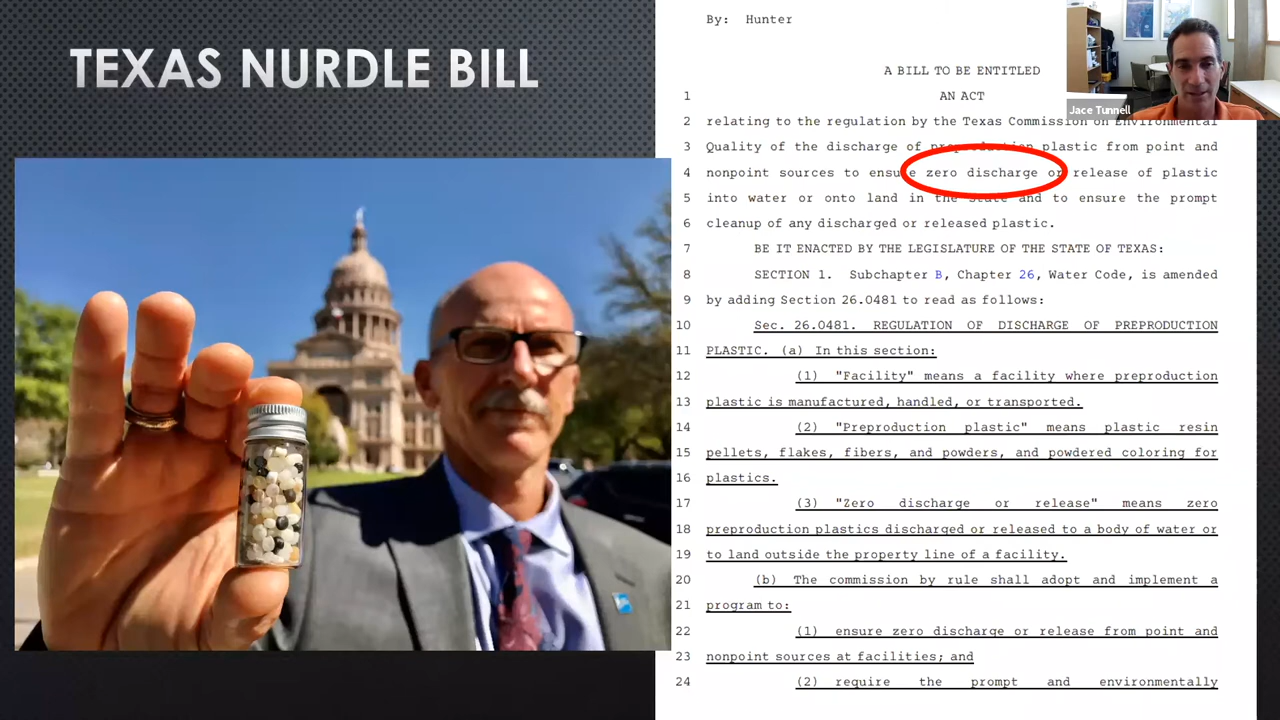 TEXAS NURDLE BILL
By: Hunter
Jace Tunnell
A BILL TO BE ENTITLED
1 AN ACT
2 relating to the regulation by the Texas Commission on Environmental
3 Quality of the discharge of preproduction plastic from point and
4 nonpoint sources to ensure zero discharge or release of plastic
5 into water or onto land in the state and to ensure the prompt
6 cleanup of any discharged or released plastic.
7 BE IT ENACTED BY THE LEGISLATURE OF THE STATE OF TEXAS:
8 SECTION 1. Subchapter B, Chapter 26, Water Code, is amended
9 by adding Section 26.0481 to read as follows:
10 Sec. 26.0481. REGULATION OF DISCHARGE OF PREPRODUCTION
11 PLASTIC. (a) In this section:
12 (1) "Facility" means a facility where preproduction
13 plastic is manufactured, handled, or transported.
14 (2) "Preproduction plastic" means plastic resin
15 pellets, flakes, fibers, and powders, and powdered coloring for
16 plastics.
17 (3) "Zero discharge or release" means zero
18 preproduction plastics discharged or released to a body of water or
19 to land outside the property line of a facility.
20 (b) The commission by rule shall adopt and implement a
21 program to:
22 (1) ensure zero discharge or release from point and
23 nonpoint sources at facilities; and
24 (2) require the prompt and environmentally